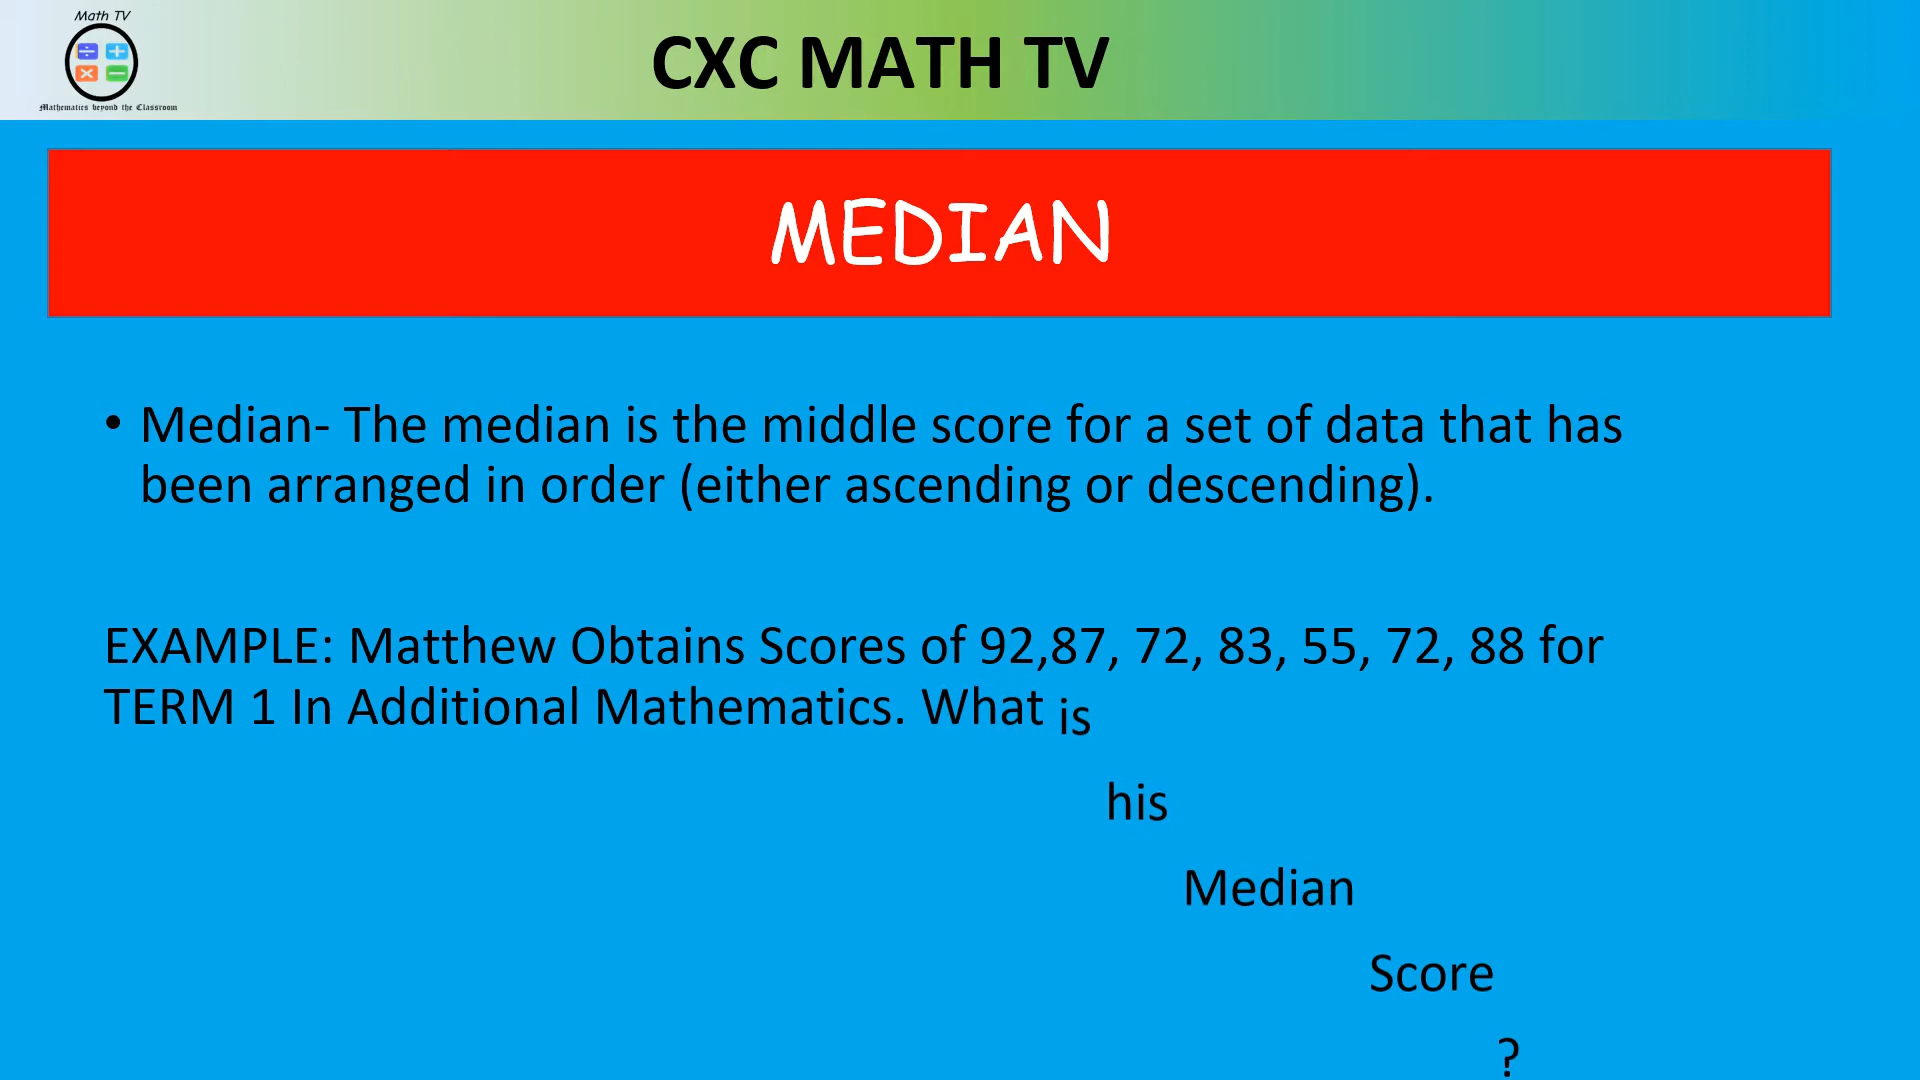 Math TV
Mathematics beyond the Classroom
CXC MATH TV
MEDIAN
• Median- The median is the middle score for a set of data that has
been arranged in order (either ascending or descending).
EXAMPLE: Matthew Obtains Scores of 92,87, 72, 83, 55, 72, 88 for
TERM 1 In Additional Mathematics. What is
his
Median
Score
?